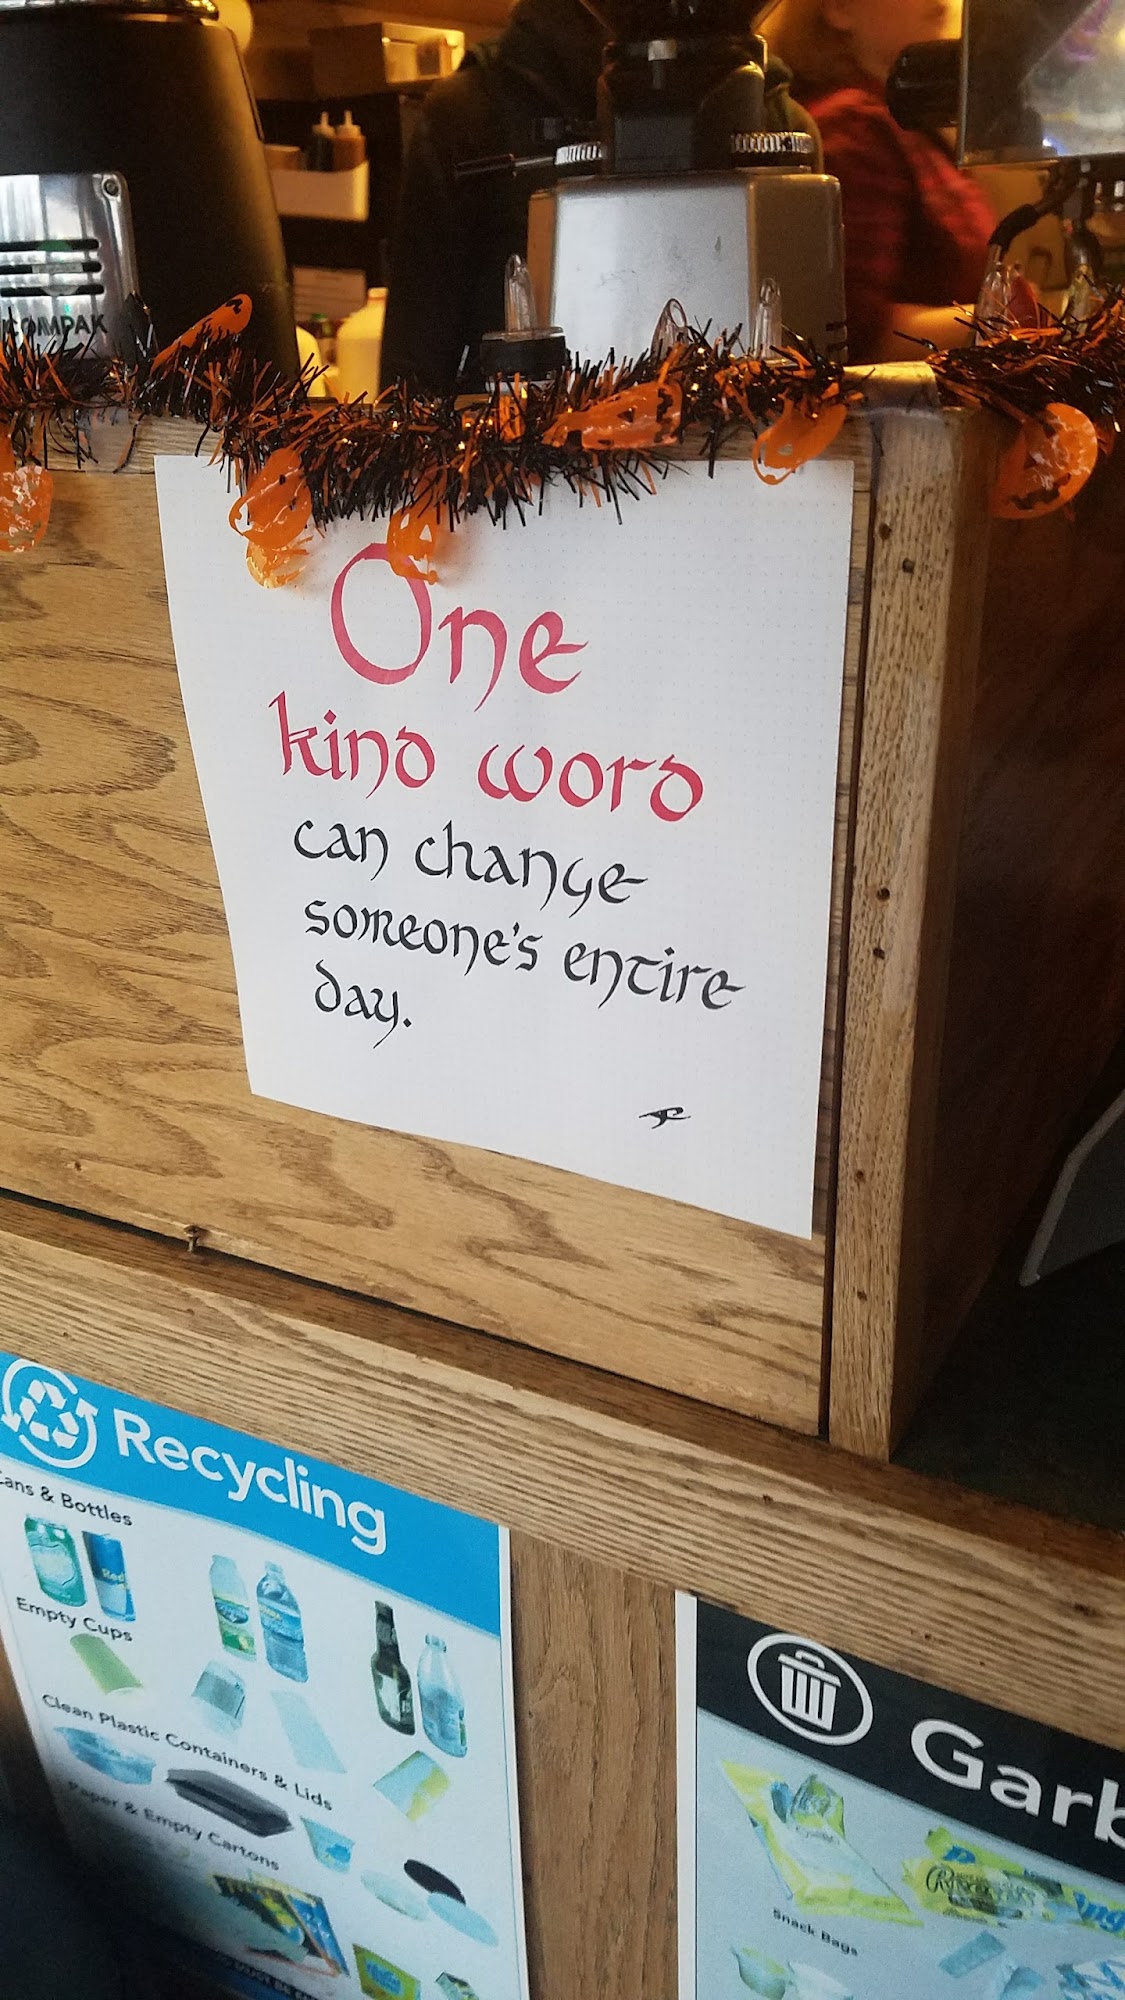 COMPAK
One
kind word
can change
someone's entire
day.
Recycling
Cans & Bottles
Empty Cups
Clean Plastic Containers & Lids
Paper & Empty Cartons
Garb
Snack Bags